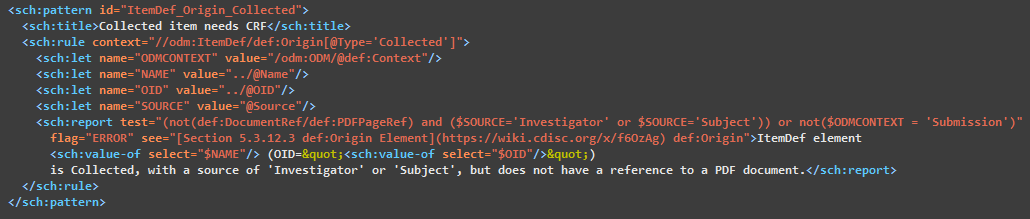 <sch:pattern id="ItemDef_Origin_Collected">
<sch:title>Collected item needs CRF</sch:title>
<sch:rule context="//odm:ItemDef/def:Origin[@Type='Collected']">
<sch:let name="ODMCONTEXT" value="/odm:ODM/@def:Context"/>
<sch:let name="NAME" value="../@Name"/>
<sch:let name="OID" value="../@OID"/>
<sch:let name="SOURCE" value="@Source"/>
<sch:report test="(not(def:DocumentRef/def:PDFPageRef) and ($SOURCE='Investigator' or $SOURCE='Subject')) or not($ODMCONTEXT = 'Submission')"
flag="ERROR" see="[Section 5.3.12.3 def:Origin Element](https://wiki.cdisc.org/x/f6OzAg) def:Origin">ItemDef element
<sch:value-of select="$NAME"/> (OID=&quot;<sch:value-of select="$OID"/>&quot;)
is Collected, with a source of 'Investigator' or 'Subject', but does not have a reference to a PDF document.</sch:report>
</sch:rule>
</sch:pattern>